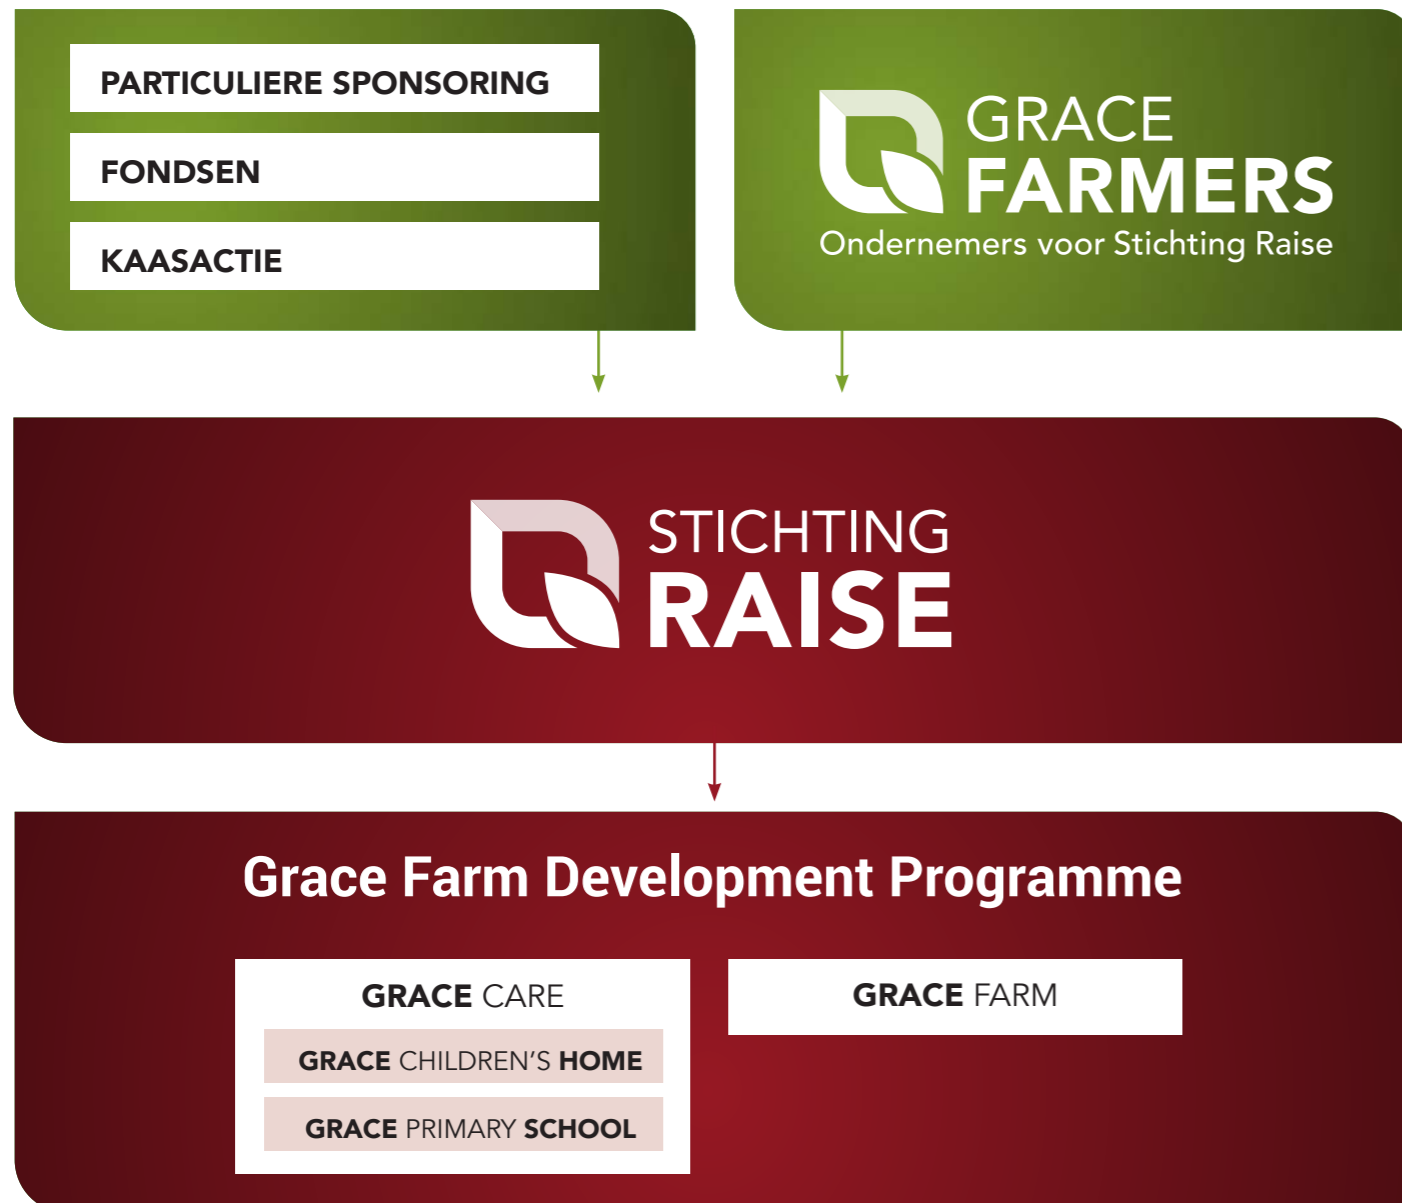 PARTICULIERE SPONSORING
FONDSEN
KAASACTIE
GRACE
FARMERS
Ondernemers voor Stichting Raise
STICHTING
RAISE
Grace Farm Development Programme
GRACE CARE
GRACE CHILDREN'S HOME
GRACE PRIMARY SCHOOL
GRACE FARM